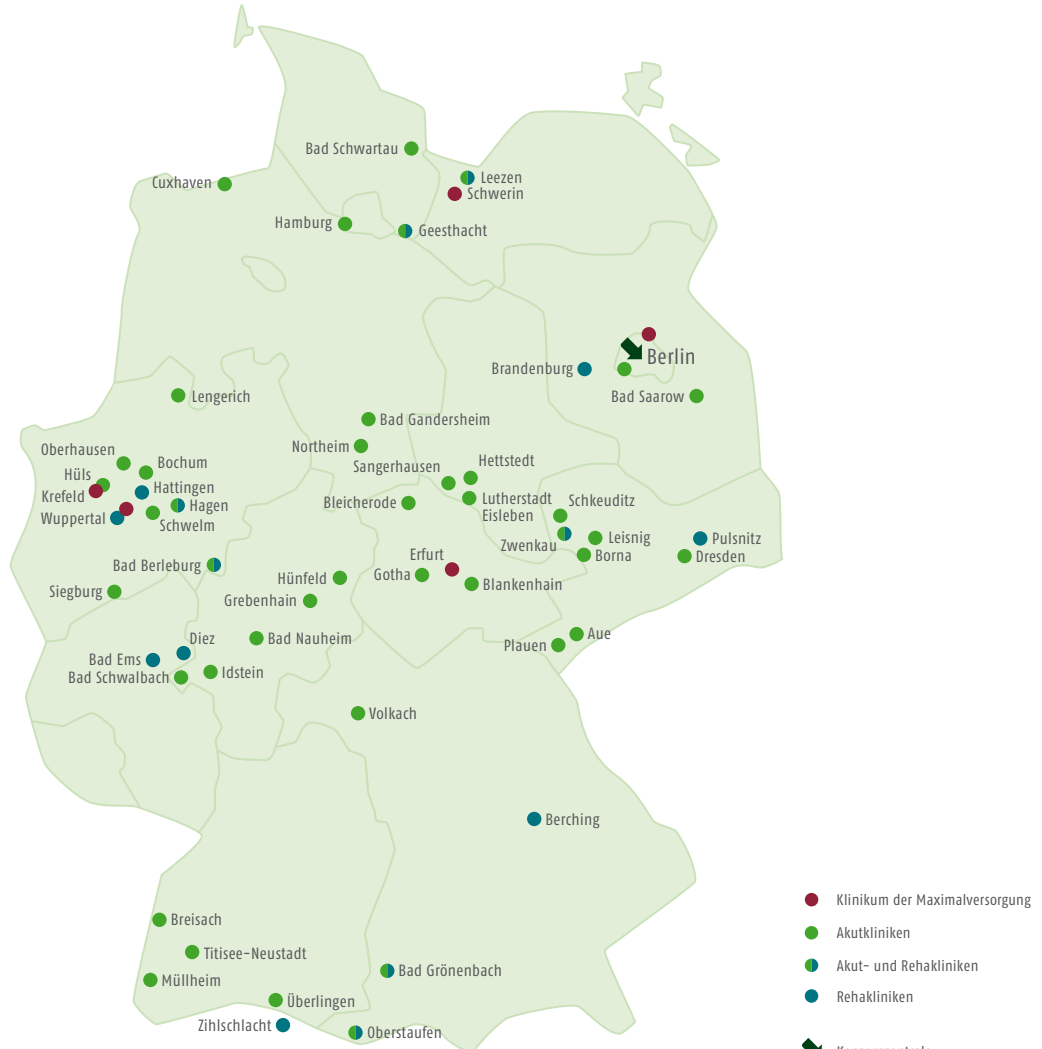 Bad Schwartau
Leezen
Cuxhaven
Schwerin
Hamburg
Geesthacht
Berlin
Brandenburg
Bad Saarow
Lengerich
Bad Gandersheim
Northeim
Oberhausen
Bochum
Sangerhausen
Hettstedt
Hüls
Hattingen
Krefeld
Bleicherode
Lutherstadt
Eisleben
Schkeuditz
Hagen
Wuppertal
Schwelm
Zwenkau
Leisnig
Pulsnitz
Borna
Dresden
Bad Berleburg
Erfurt
Hünfeld
Gotha
Blankenhain
Siegburg
Grebenhain
Diez
Bad Nauheim
Aue
Plauen
Bad Ems
Idstein
Bad Schwalbach
Volkach
Berching
Breisach
Titisee-Neustadt
Müllheim
Bad Grönenbach
Überlingen
Zihlschlacht
Oberstaufen
Klinikum der Maximalversorgung
Akutkliniken
Akut- und Rehakliniken
Rehakliniken